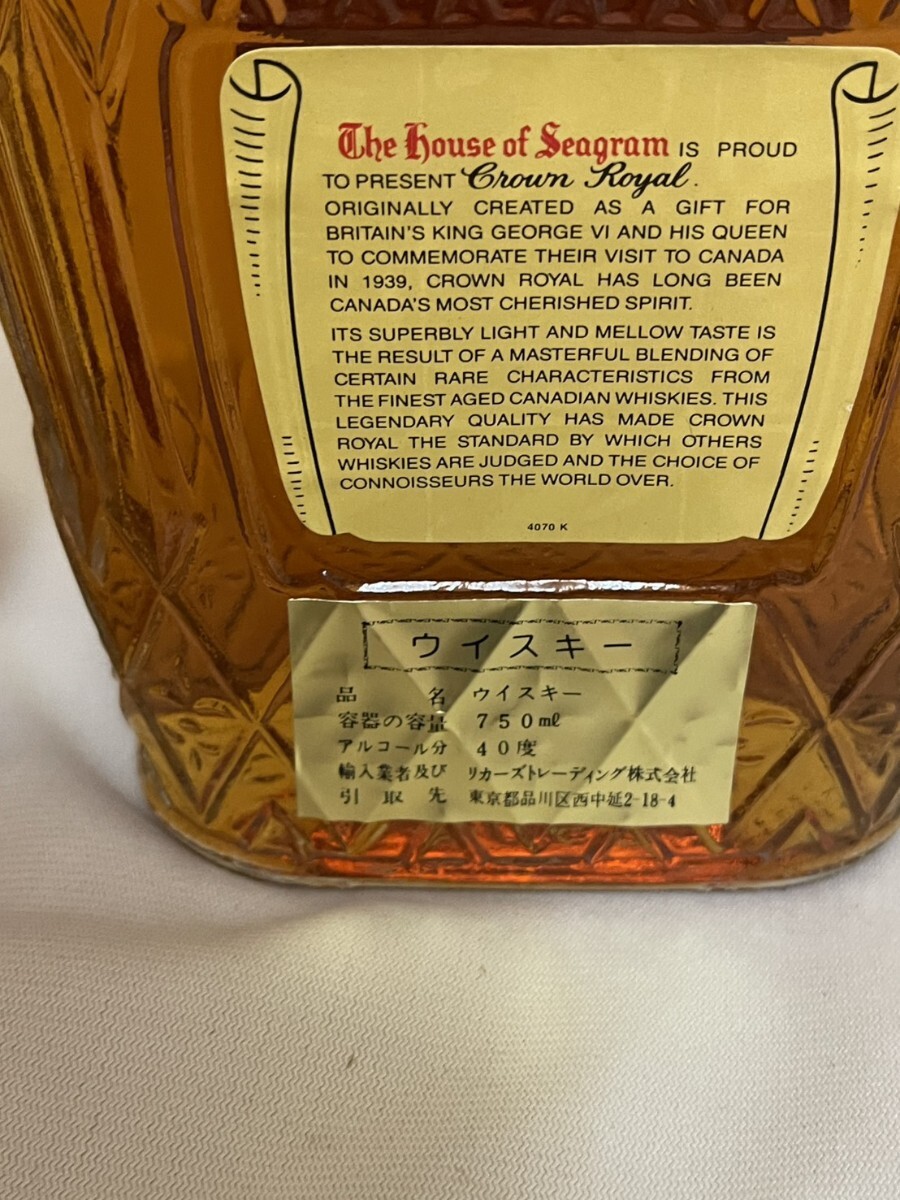 The House of Seagram IS PROUD
TO PRESENT Crown Royal.
ORIGINALLY CREATED AS A GIFT FOR
BRITAIN'S KING GEORGE VI AND HIS QUEEN
TO COMMEMORATE THEIR VISIT TO CANADA
IN 1939, CROWN ROYAL HAS LONG BEEN
CANADA'S MOST CHERISHED SPIRIT.
ITS SUPERBLY LIGHT AND MELLOW TASTE IS
THE RESULT OF A MASTERFUL BLENDING OF
CERTAIN RARE CHARACTERISTICS FROM
THE FINEST AGED CANADIAN WHISKIES. THIS
LEGENDARY QUALITY HAS MADE CROWN
ROYAL THE STANDARD BY WHICH OTHERS
WHISKIES ARE JUDGED AND THE CHOICE OF
CONNOISSEURS THE WORLD OVER.
4070 K
ウイスキー
品名 ウイスキー
容器の容量 750ml
アルコール分 40度
輸入業者及び リカーズトレーディング株式会社
引取先 東京都品川区西中延2-18-4